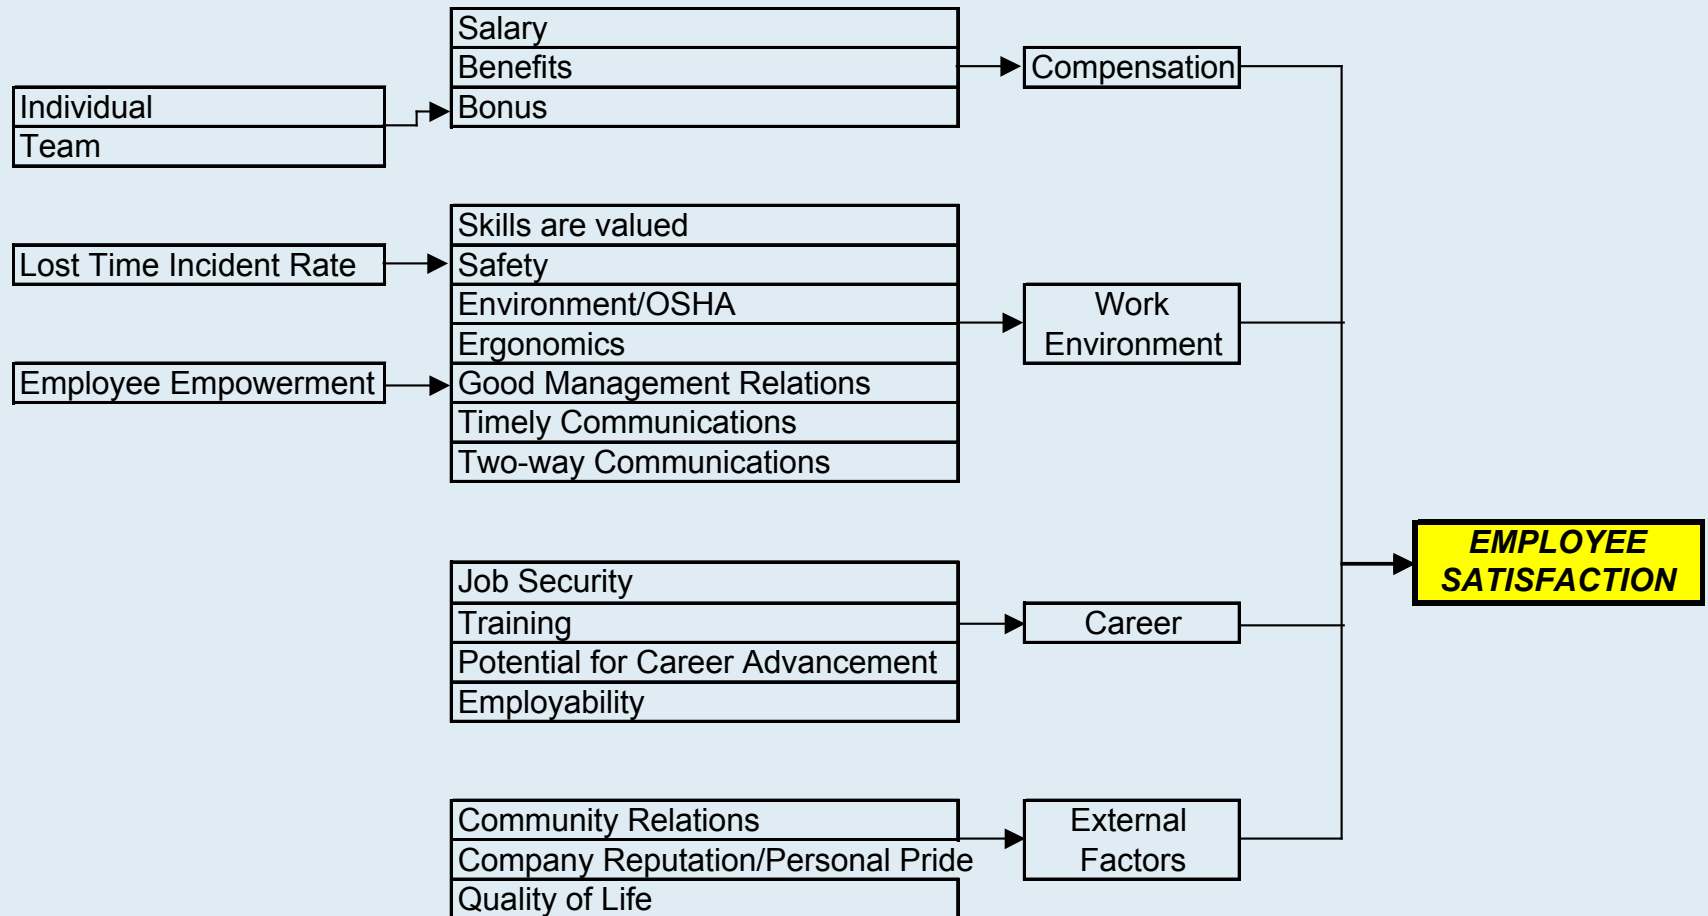 Salary
Benefits
Bonus
Compensation
Individual
Team
Skills are valued
Safety
Environment/OSHA
Ergonomics
Good Management Relations
Timely Communications
Two-way Communications
Lost Time Incident Rate
Employee Empowerment
Work
Environment
Job Security
Training
Potential for Career Advancement
Employability
Career
EMPLOYEE
SATISFACTION
Community Relations
Company Reputation/Personal Pride
Quality of Life
External
Factors